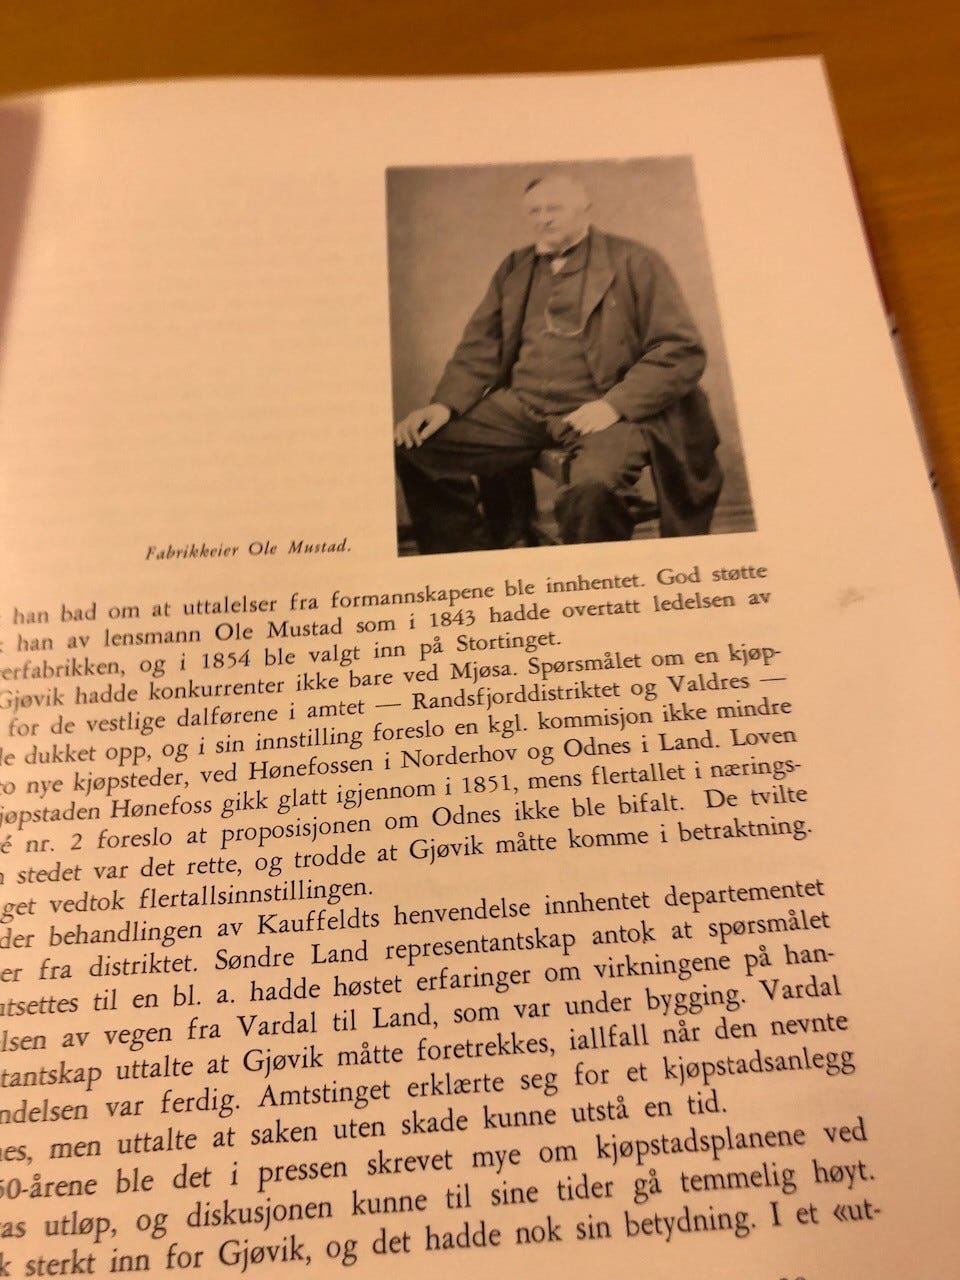 Fabrikkeier Ole Mustad.
han bad om at uttalelser fra formannskapene ble innhentet. God støtte
han av lensmann Ole Mustad som i 1843 hadde overtatt ledelsen av
erfabrikken, og i 1854 ble valgt inn på Stortinget.
Gjøvik hadde konkurrenter ikke bare ved Mjøsa. Spørsmålet om en kjøp-
for de vestlige dalførene i amtet — Randsfjorddistriktet og Valdres —
le dukket opp, og i sin innstilling foreslo en kgl. kommisjon ikke mindre
to nye kjøpsteder, ved Hønefossen i Norderhov og Odnes i Land. Loven
jøpstaden Hønefoss gikk glatt igjennom i 1851, mens flertallet i nærings-
é nr. 2 foreslo at proposisjonen om Odnes ikke ble bifalt. De tvilte
stedet var det rette, og trodde at Gjøvik måtte komme i betraktning.
get vedtok flertallsinnstillingen.
der behandlingen av Kauffeldts henvendelse innhentet departementet
er fra distriktet. Søndre Land representantskap antok at spørsmålet
utsettes til en bl. a. hadde høstet erfaringer om virkningene på han-
lsen av vegen fra Vardal til Land, som var under bygging. Vardal
tantskap uttalte at Gjøvik måtte foretrekkes, iallfall når den nevnte
ndelsen var ferdig. Amtstinget erklærte seg for et kjøpstadsanlegg
nes, men uttalte at saken uten skade kunne utstå en tid.
50-årene ble det i pressen skrevet mye om kjøpstadsplanene ved
as utløp, og diskusjonen kunne til sine tider gå temmelig høyt.
k sterkt inn for Gjøvik, og det hadde nok sin betydning. I et «ut-